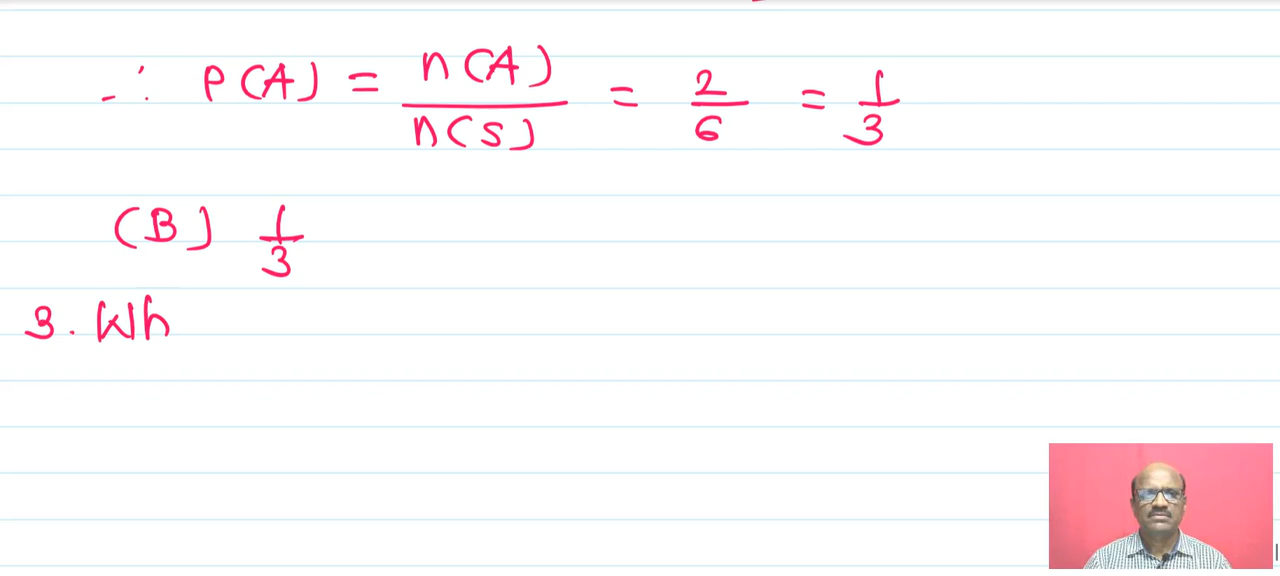 ∴ P(A) = n(A)/n(S) = 2/6 = 1/3
(B) 1/3
3. Wh